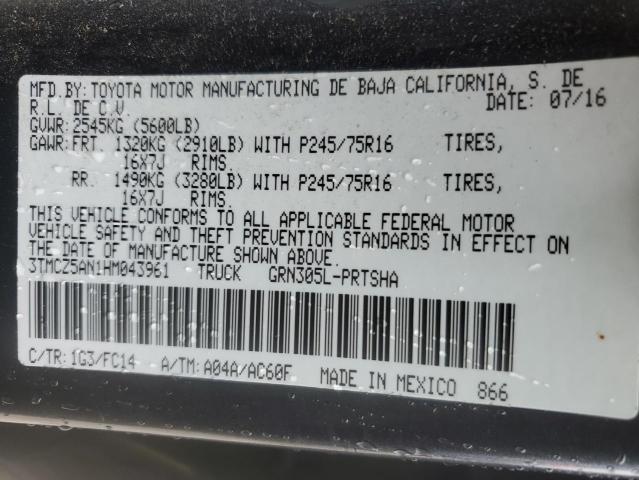 MFD.BY:TOYOTA MOTOR MANUFACTURING DE BAJA CALIFORNIA, S. DE
R.L. DE C.V. DATE: 07/16
GVWR:2545KG (5600LB)
GAWR:FRT. 1320KG (2910LB) WITH P245/75R16 TIRES,
16X7J RIMS.
RR. 1490KG (3280LB) WITH P245/75R16 TIRES,
16X7J RIMS.
THIS VEHICLE CONFORMS TO ALL APPLICABLE FEDERAL MOTOR
VEHICLE SAFETY AND THEFT PREVENTION STANDARDS IN EFFECT ON
THE DATE OF MANUFACTURE SHOWN ABOVE.
3TMCZ5AN1HM043961 TRUCK GRN305L-PRTSHA
C/TR: 1G3/FC14 A/TM: A04A/AC60F MADE IN MEXICO 866